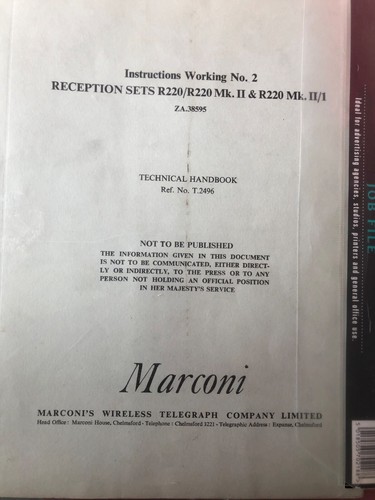 Instructions Working No. 2
RECEPTION SETS R220/R220 Mk. II & R220 Mk. II/1
ZA.38595
TECHNICAL HANDBOOK
Ref. No. T.2496
NOT TO BE PUBLISHED
THE INFORMATION GIVEN IN THIS DOCUMENT
IS NOT TO BE COMMUNICATED, EITHER DIRECT-
LY OR INDIRECTLY, TO THE PRESS OR TO ANY
PERSON NOT HOLDING AN OFFICIAL POSITION
IN HER MAJESTY'S SERVICE
Marconi
MARCONI'S WIRELESS TELEGRAPH COMPANY LIMITED
Head Office: Marconi House, Chelmsford - Telephone: Chelmsford 3221 - Telegraphic Address: Expanse, Chelmsford
JOB FILE
Ideal for advertising agencies, studios, printers and general office use.